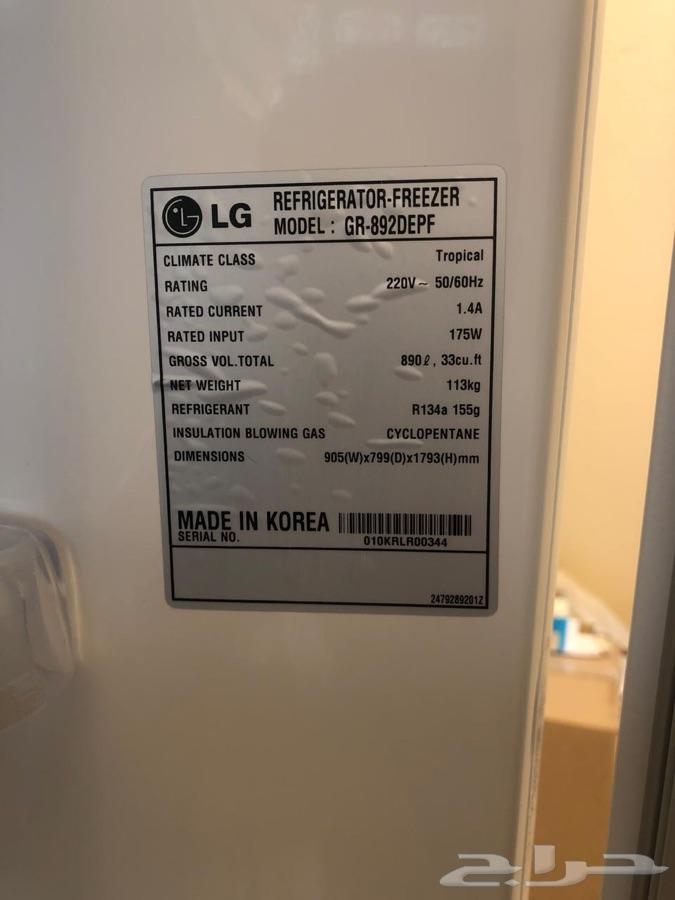 LG
REFRIGERATOR-FREEZER
MODEL : GR-892DEPF
CLIMATE CLASS Tropical
RATING 220V~ 50/60Hz
RATED CURRENT 1.4A
RATED INPUT 175W
GROSS VOL.TOTAL 890ℓ, 33cu.ft
NET WEIGHT 113kg
REFRIGERANT R134a 155g
INSULATION BLOWING GAS CYCLOPENTANE
DIMENSIONS 905(W)x799(D)x1793(H)mm
MADE IN KOREA
SERIAL NO. 010KRLR00344
2479289201Z
حراج